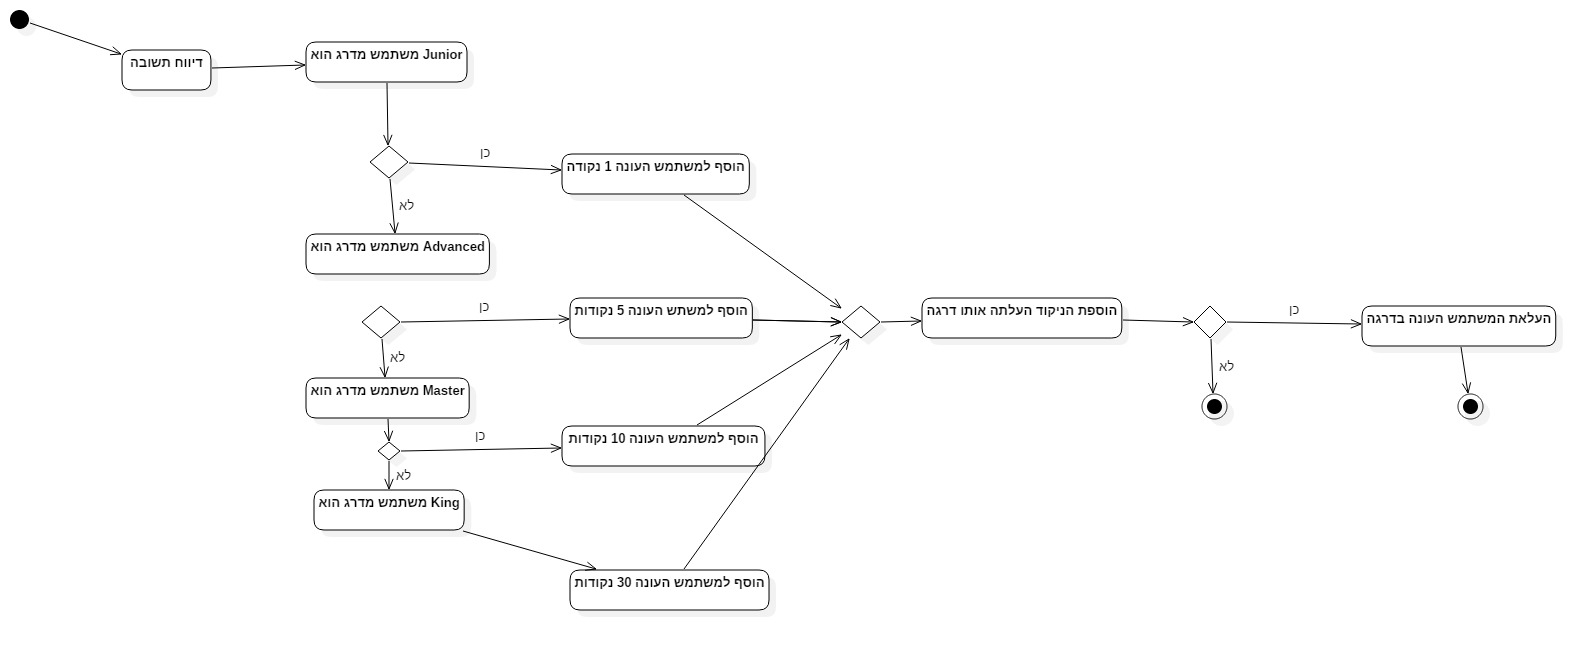 דיווח תשובה
משתמש מדרג הוא Junior
כן
הוסף למשתמש העונה 1 נקודה
לא
משתמש מדרג הוא Advanced
כן
הוסף למשתש העונה 5 נקודות
הוספת הניקוד העלתה אותו דרגה
כן
העלאת המשתמש העונה בדרגה
לא
לא
משתמש מדרג הוא Master
כן
הוסף למשתמש העונה 10 נקודות
לא
משתמש מדרג הוא King
הוסף למשתמש העונה 30 נקודות